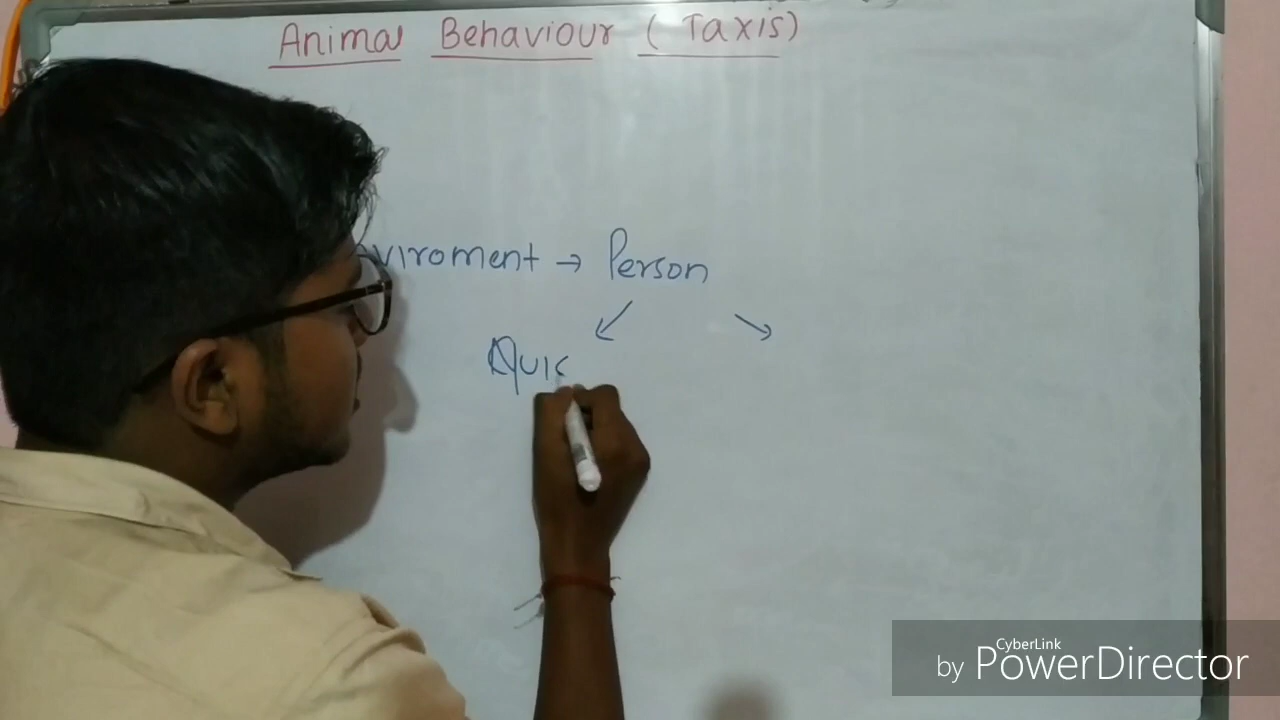 Animal Behaviour (Taxis)
viroment → Person
Quic
CyberLink
by PowerDirector